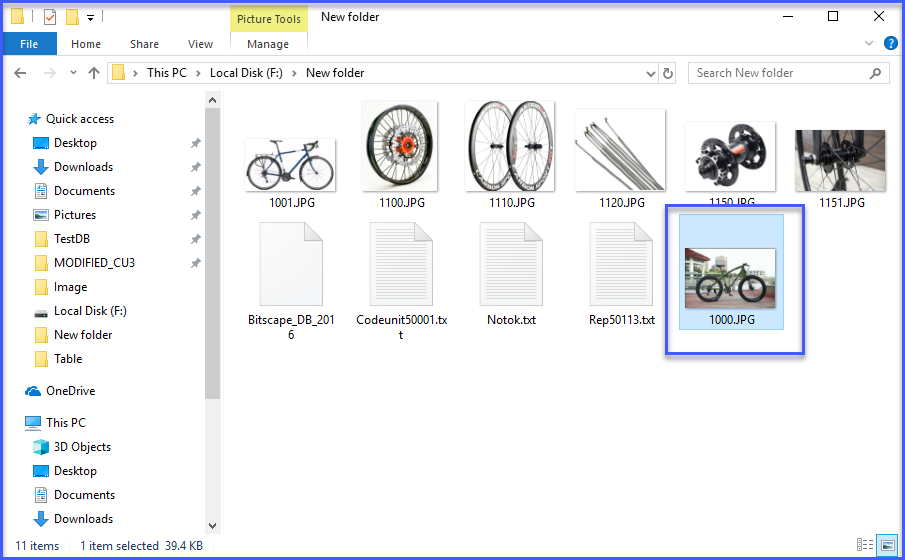 Picture Tools
New folder
File
Home
Share
View
Manage
This PC
Local Disk (F:)
New folder
Search New folder
Quick access
Desktop
Downloads
Documents
Pictures
TestDB
MODIFIED_CU3
Image
Local Disk (F:)
New folder
Table
OneDrive
This PC
3D Objects
Desktop
Documents
Downloads
1001.JPG
1100.JPG
1110.JPG
1120.JPG
1150.JPG
1151.JPG
Bitscape_DB_201
6
Codeunit50001.tx
t
Notok.txt
Rep50113.txt
1000.JPG
11 items
1 item selected 39.4 KB